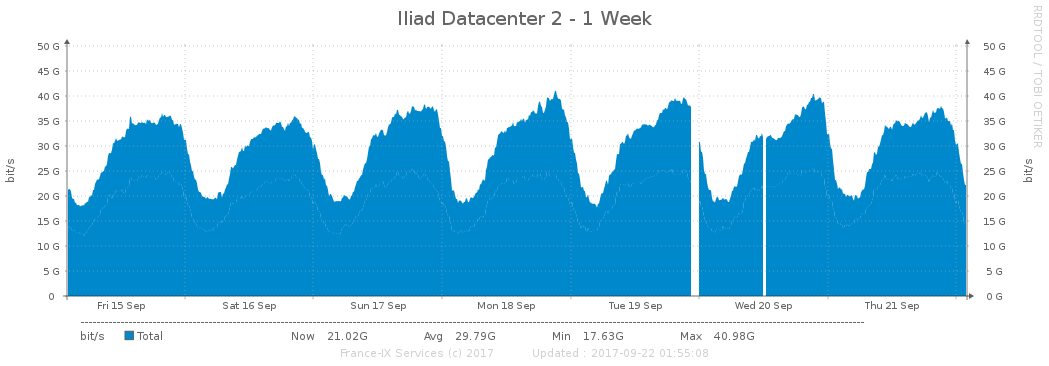 Iliad Datacenter 2 - 1 Week
RRDTOOL / TOBI OETIKER
50 G 50 G
45 G 45 G
40 G 40 G
35 G 35 G
30 G 30 G
25 G 25 G
20 G 20 G
15 G 15 G
10 G 10 G
5 G 5 G
0 0 G
bit/s bit/s
Fri 15 Sep Sat 16 Sep Sun 17 Sep Mon 18 Sep Tue 19 Sep Wed 20 Sep Thu 21 Sep
bit/s Total Now 21.02G Avg 29.79G Min 17.63G Max 40.98G
France-IX Services (c) 2017 Updated : 2017-09-22 01:55:08